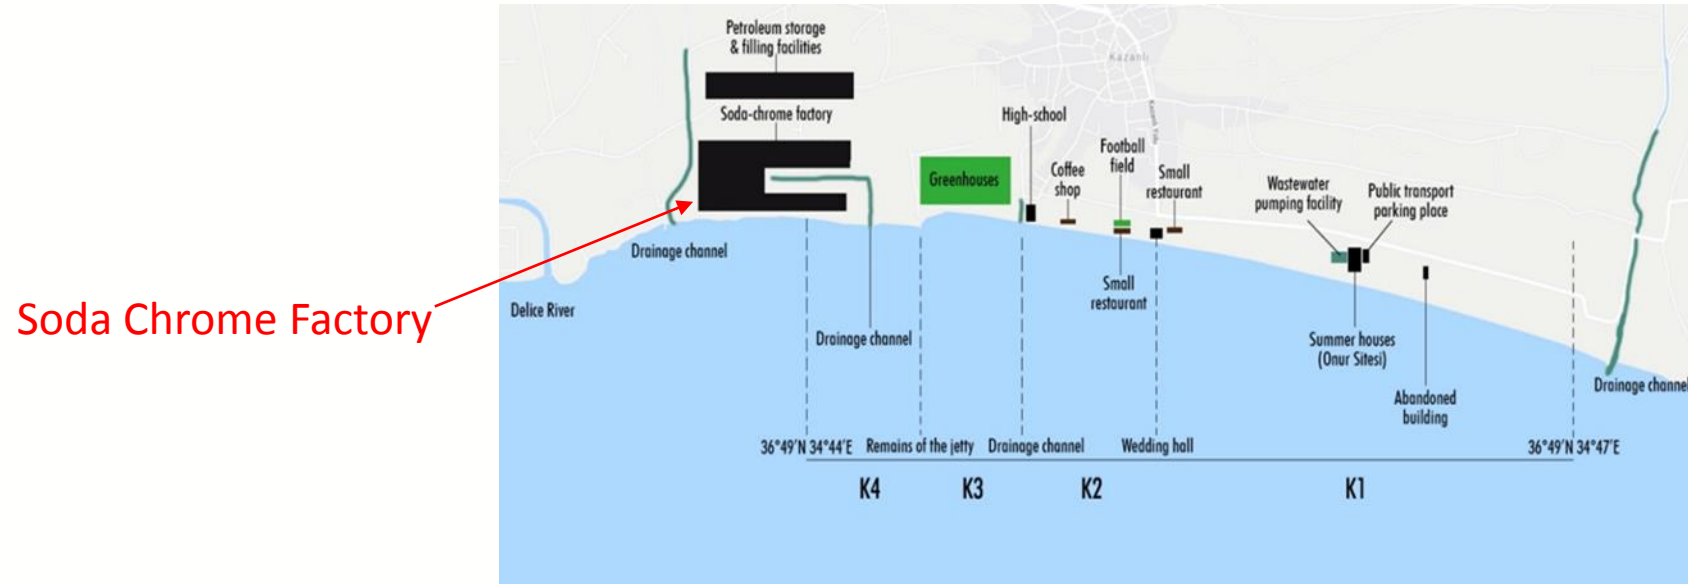 Petroleum storage
& filling facilities
Kazanlı
Soda-chrome factory
High-school
Kazanlı Yolu
Football
field
Coffee
shop
Small
restaurant
Greenhouses
Wastewater
pumping facility
Public transport
parking place
Drainage channel
Small
restaurant
Delice River
Soda Chrome Factory
Drainage channel
Summer houses
(Onur Sitesi)
Drainage channel
Abandoned
building
36°49'N 34°44'E
Remains of the jetty
Drainage channel
Wedding hall
36°49'N 34°47'E
K4
K3
K2
K1